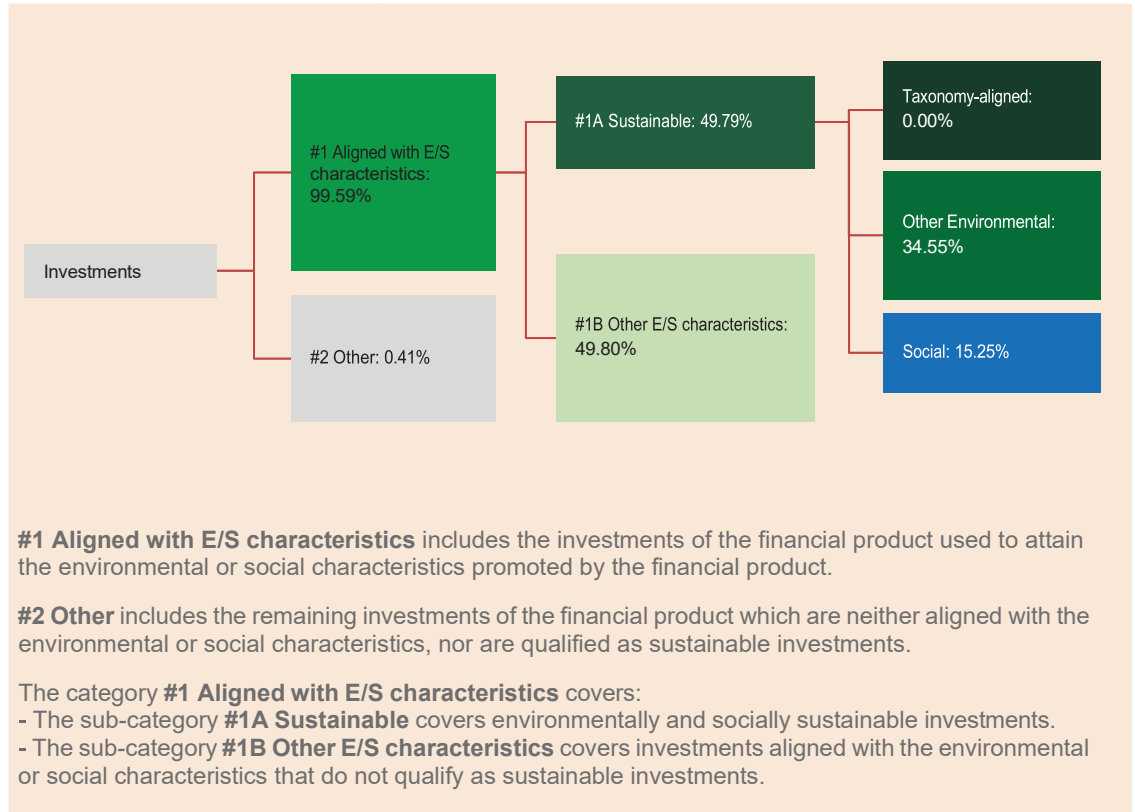 Investments
#1 Aligned with E/S
characteristics:
99.59%
#2 Other: 0.41%
#1A Sustainable: 49.79%
#1B Other E/S characteristics:
49.80%
Taxonomy-aligned:
0.00%
Other Environmental:
34.55%
Social: 15.25%
#1 Aligned with E/S characteristics includes the investments of the financial product used to attain
the environmental or social characteristics promoted by the financial product.
#2 Other includes the remaining investments of the financial product which are neither aligned with the
environmental or social characteristics, nor are qualified as sustainable investments.
The category #1 Aligned with E/S characteristics covers:
- The sub-category #1A Sustainable covers environmentally and socially sustainable investments.
- The sub-category #1B Other E/S characteristics covers investments aligned with the environmental
or social characteristics that do not qualify as sustainable investments.